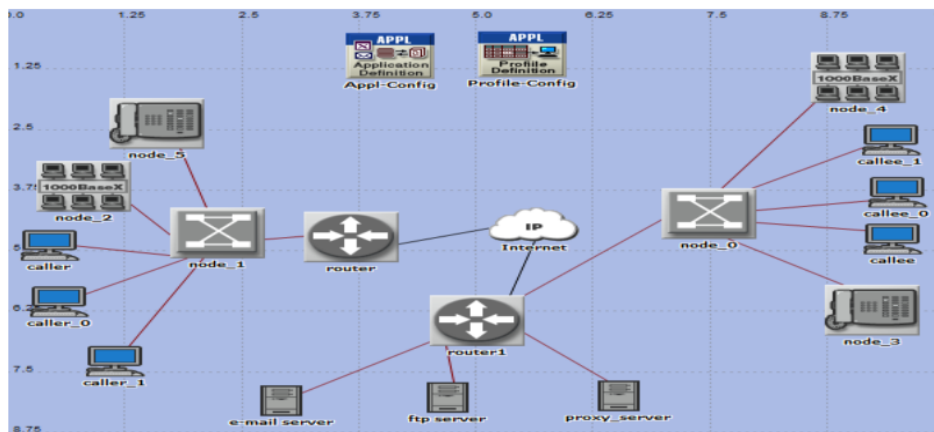 0.0 1.25 2.5 3.75 5.0 6.25 7.5 8.75
APPL
Application
Definition
Appl-Config
APPL
Profile
Definition
Profile-Config
1.25
1000BaseX
node_4
2.5
node_5
callee_1
3.75
1000BaseX
node_2
callee_0
node_0
IP
Internet
caller
node_1
router
callee
caller_0
router1
node_3
7.5
caller_1
e-mail server
ftp server
proxy_server
8.75